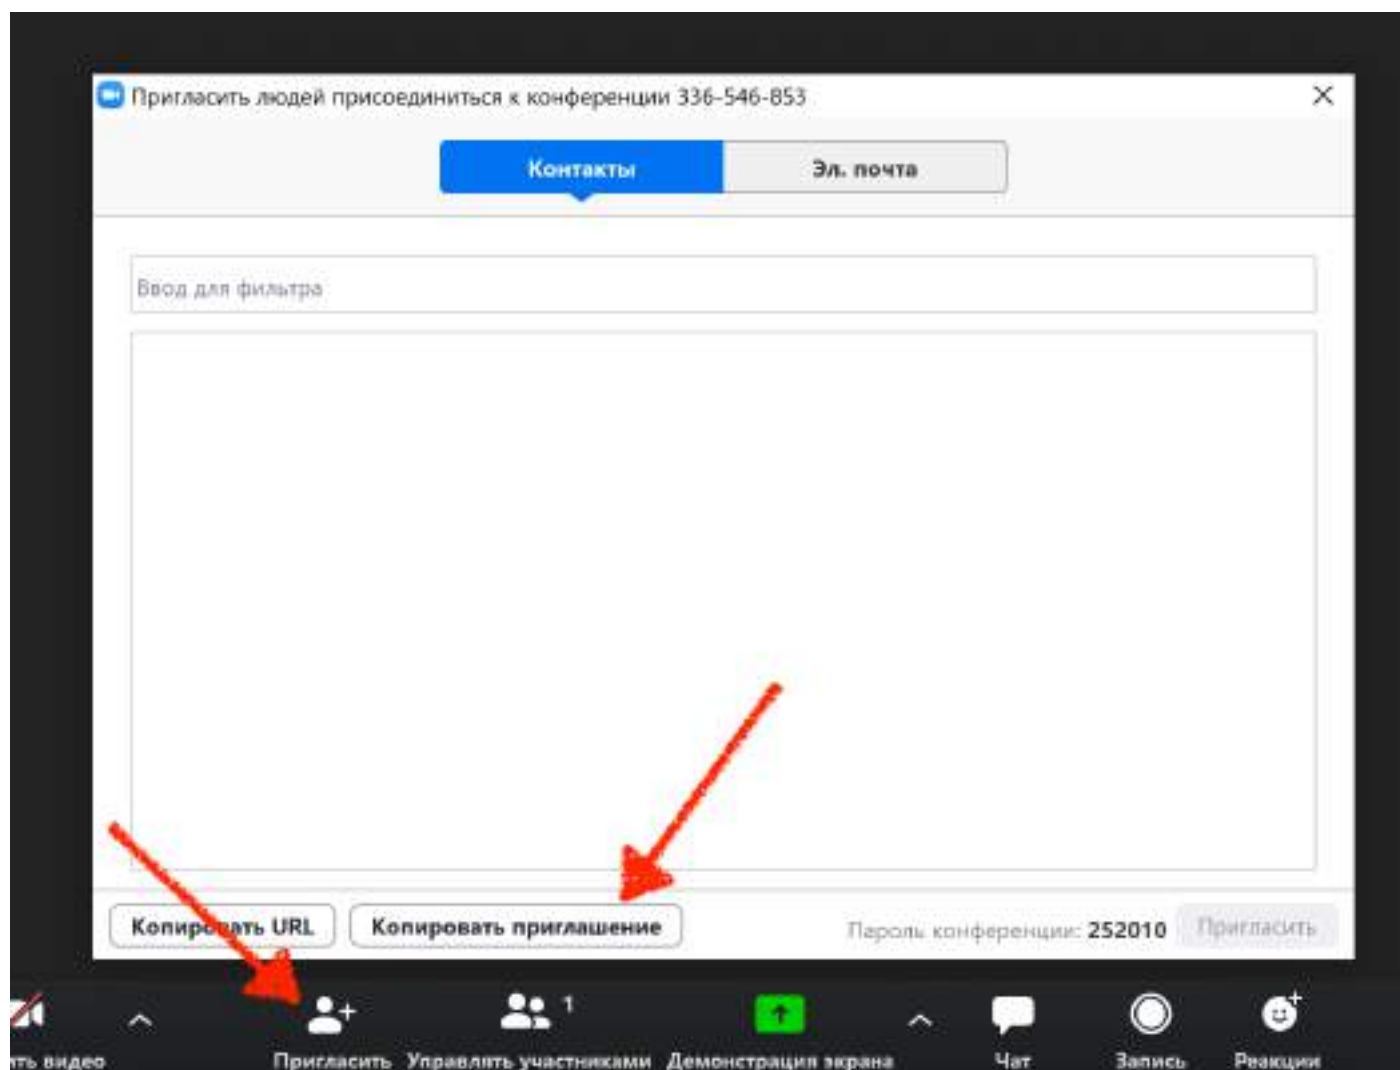 Пригласить людей присоединиться к конференции 336-546-853
Контакты Эл. почта
Ввод для фильтра
Копировать URL Копировать приглашение Пароль конференции: 252010 Пригласить
1
ть видео Пригласить Управлять участниками Демонстрация экрана Чат Запись Реакции